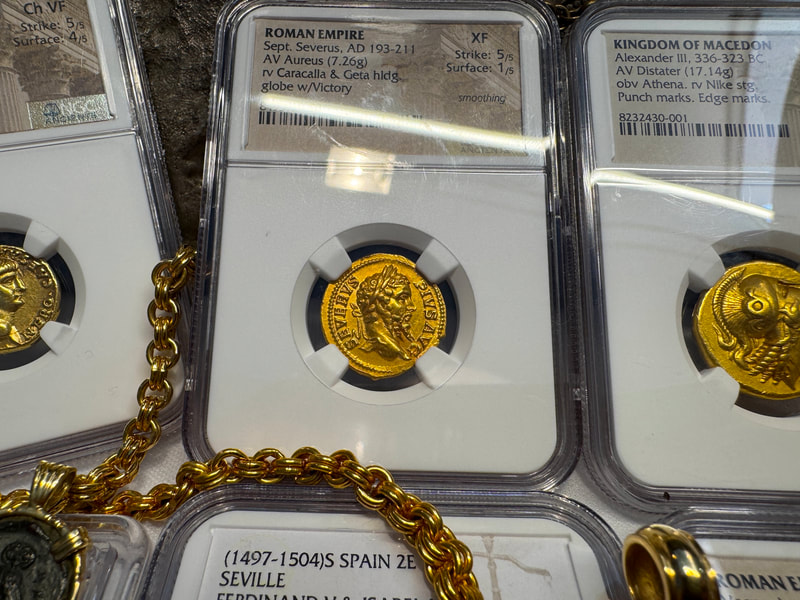 Ch VF
Strike: 5/5
Surface: 4/5
NGC
ANCIENTS
ROMAN EMPIRE
Sept. Severus, AD 193-211
AV Aureus (7.26g)
rv Caracalla & Geta hldg.
globe w/Victory
XF
Strike: 5/5
Surface: 1/5
smoothing
KINGDOM OF MACEDON
Alexander III, 336-323 BC
AV Distater (17.14g)
obv Athena. rv Nike stg.
Punch marks. Edge marks.
8232430-001
SEVERVS PIVS AVG
(1497-1504)S SPAIN 2E
SEVILLE
FERDINAND V &
ROMAN